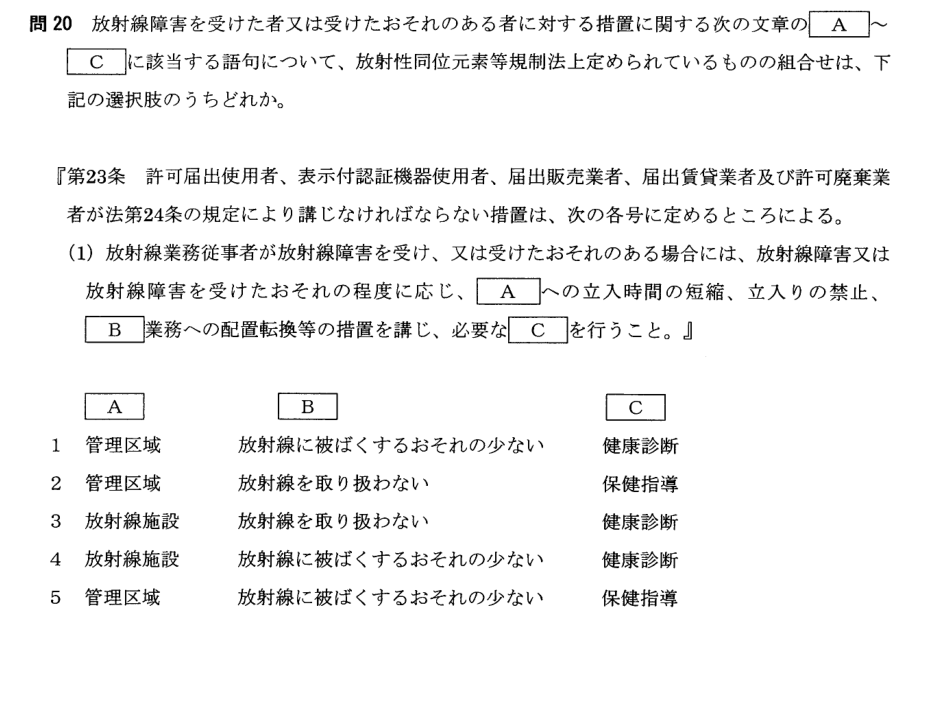 問20 放射線障害を受けた者又は受けたおそれのある者に対する措置に関する次の文章の A ～
C に該当する語句について、放射性同位元素等規制法上定められているものの組合せは、下
記の選択肢のうちどれか。
『第23条 許可届出使用者、表示付認証機器使用者、届出販売業者、届出賃貸業者及び許可廃棄業
者が法第24条の規定により講じなければならない措置は、次の各号に定めるところによる。
(1) 放射線業務従事者が放射線障害を受け、又は受けたおそれのある場合には、放射線障害又は
放射線障害を受けたおそれの程度に応じ、 A への立入時間の短縮、立入りの禁止、
B 業務への配置転換等の措置を講じ、必要な C を行うこと。』
A B C
1 管理区域 放射線に被ばくするおそれの少ない 健康診断
2 管理区域 放射線を取り扱わない 保健指導
3 放射線施設 放射線を取り扱わない 健康診断
4 放射線施設 放射線に被ばくするおそれの少ない 健康診断
5 管理区域 放射線に被ばくするおそれの少ない 保健指導